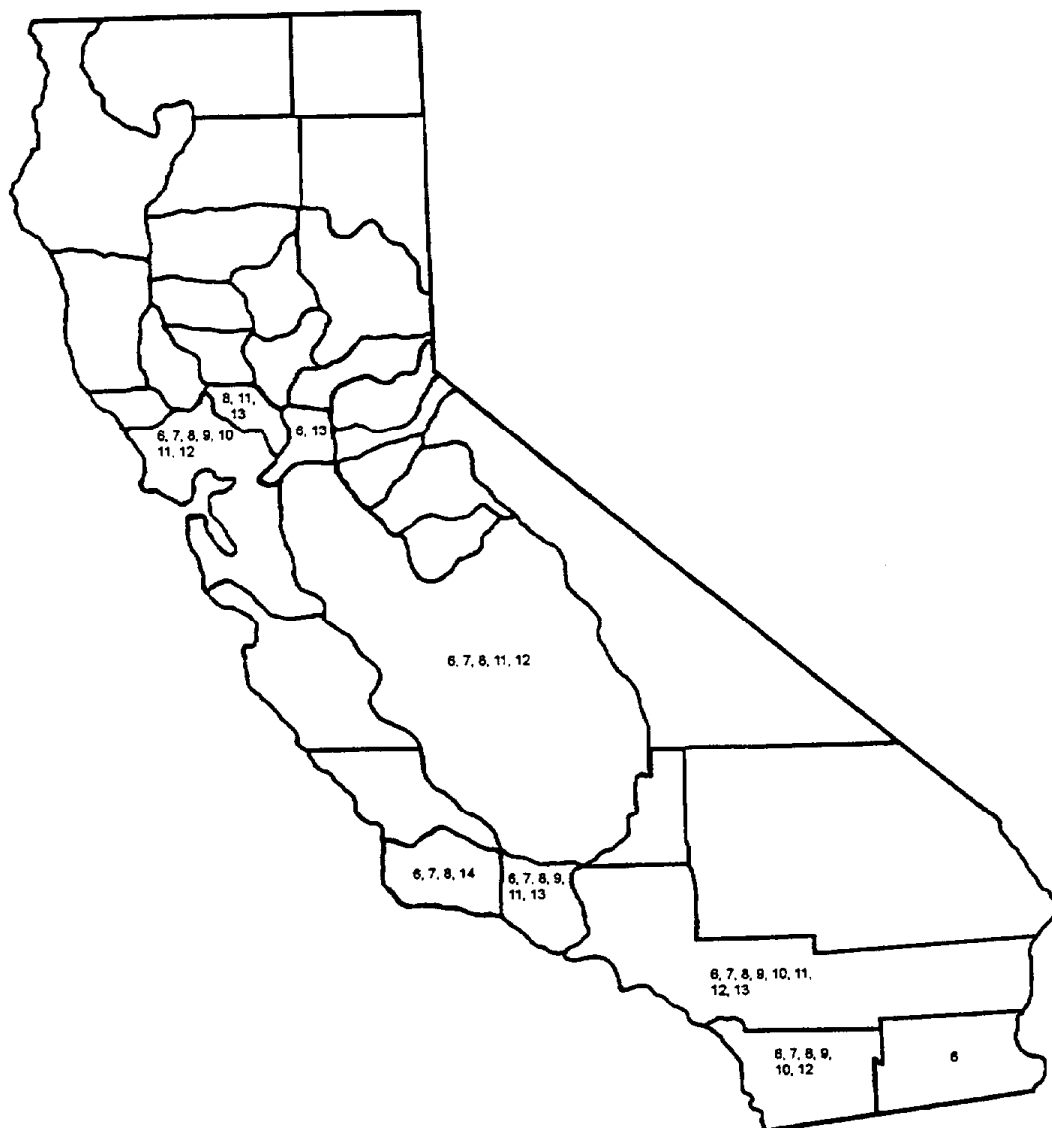 8, 11,
13
6, 7, 8, 9, 10
11, 12
6, 13
6, 7, 8, 11, 12
6, 7, 8, 14
6, 7, 8, 9,
11, 13
6, 7, 8, 9, 10, 11,
12, 13
6, 7, 8, 9,
10, 12
6